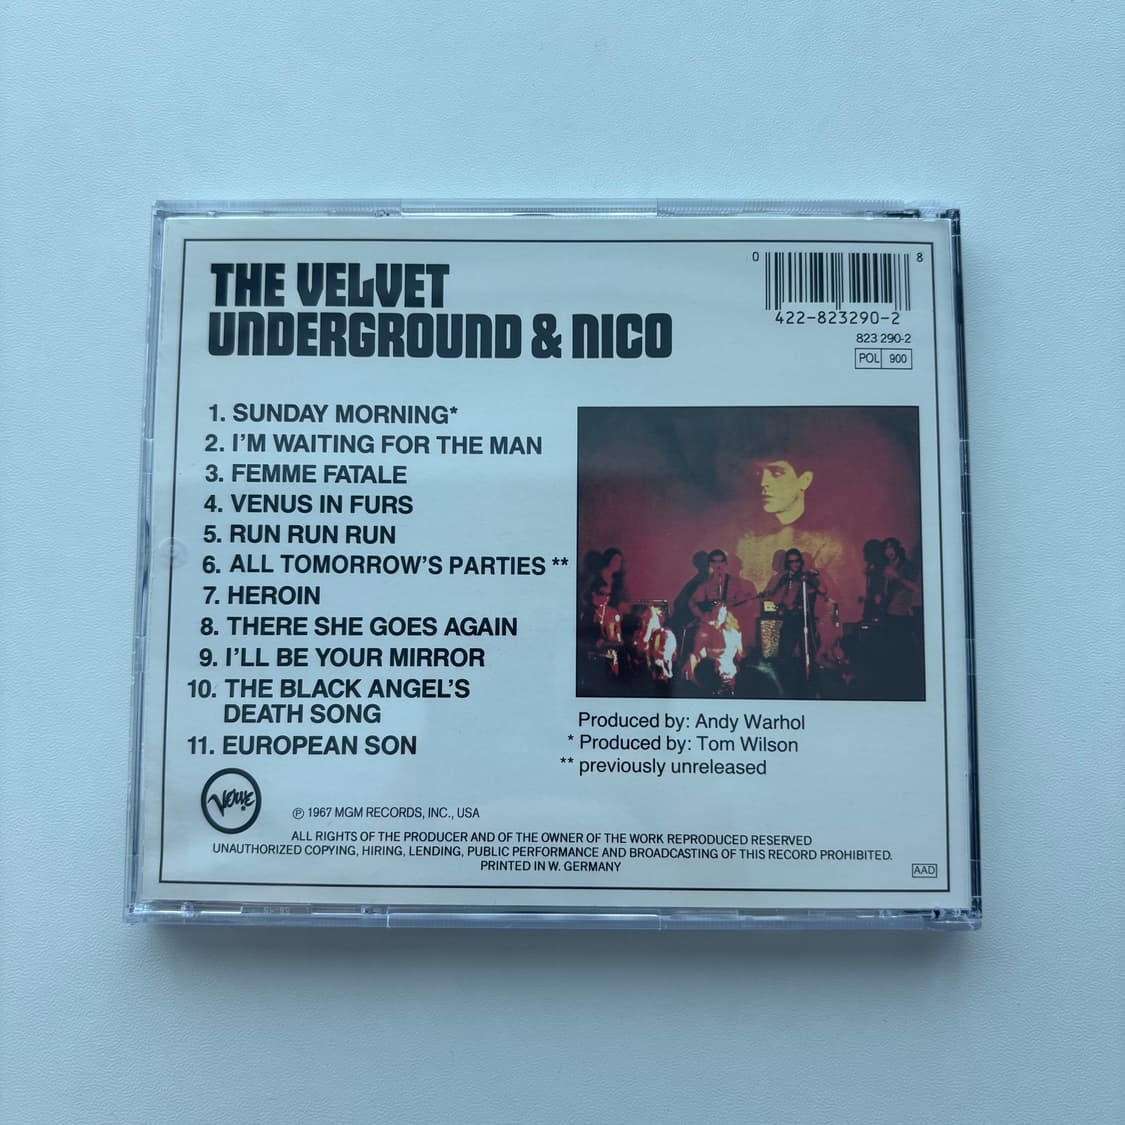 THE VELVET
UNDERGROUND & NICO
0
8
422-823290-2
823 290-2
POL 900
1. SUNDAY MORNING*
2. I'M WAITING FOR THE MAN
3. FEMME FATALE
4. VENUS IN FURS
5. RUN RUN RUN
6. ALL TOMORROW'S PARTIES **
7. HEROIN
8. THERE SHE GOES AGAIN
9. I'LL BE YOUR MIRROR
10. THE BLACK ANGEL'S
DEATH SONG
11. EUROPEAN SON
Produced by: Andy Warhol
* Produced by: Tom Wilson
** previously unreleased
Verve
℗ 1967 MGM RECORDS, INC., USA
ALL RIGHTS OF THE PRODUCER AND OF THE OWNER OF THE WORK REPRODUCED RESERVED
UNAUTHORIZED COPYING, HIRING, LENDING, PUBLIC PERFORMANCE AND BROADCASTING OF THIS RECORD PROHIBITED.
PRINTED IN W. GERMANY
AAD